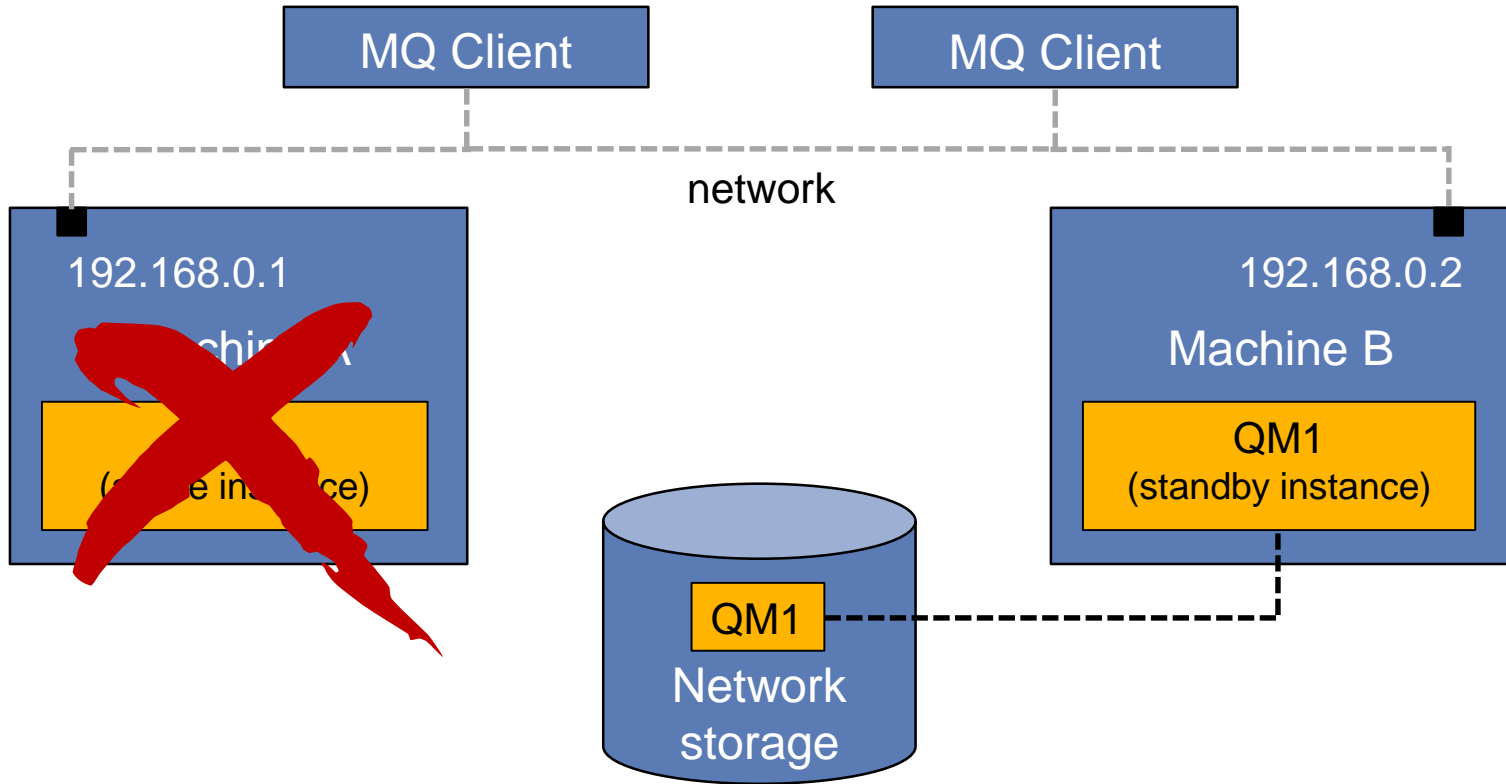 MQ Client
MQ Client
network
192.168.0.1
192.168.0.2
Machine B
QM1
(standby instance)
QM1
Network
storage